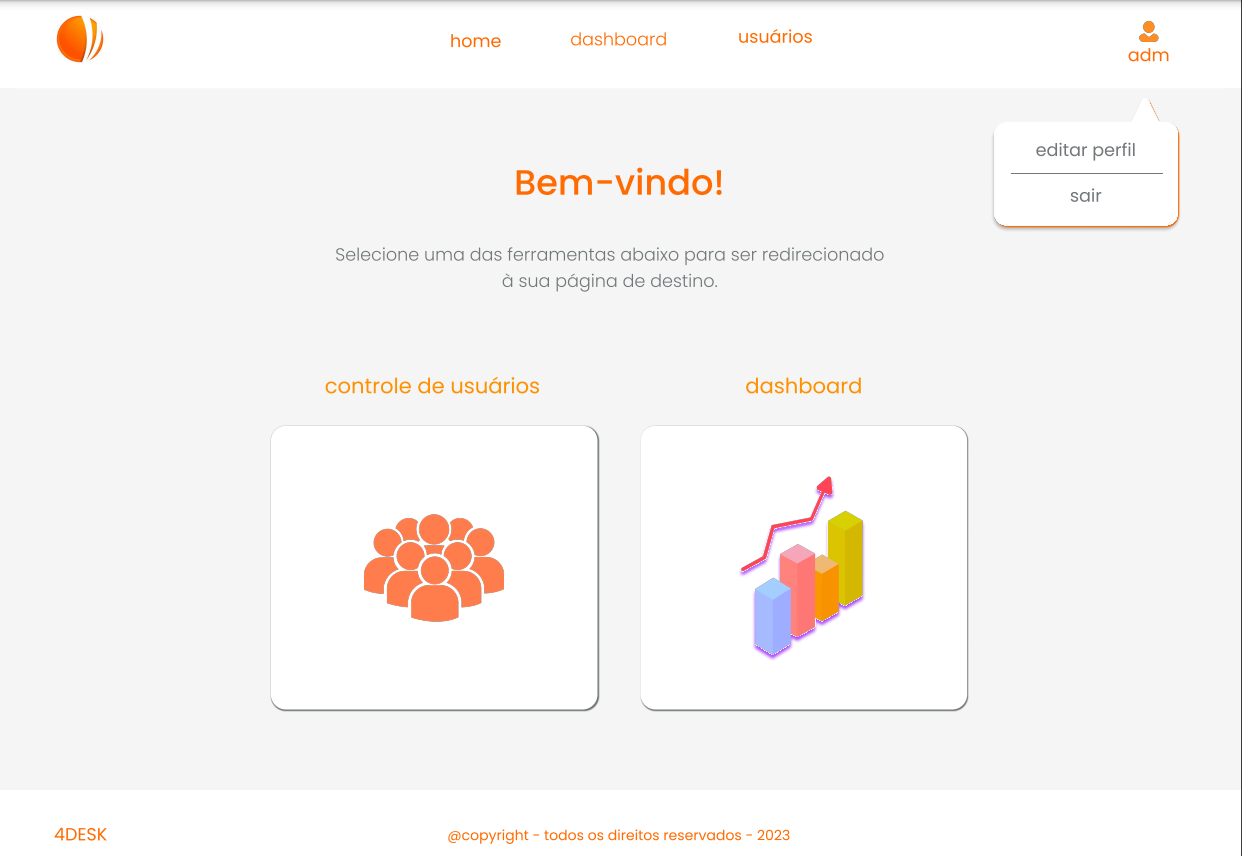 home
dashboard
usuários
adm
editar perfil
sair
Bem-vindo!
Selecione uma das ferramentas abaixo para ser redirecionado
à sua página de destino.
controle de usuários
dashboard
4DESK
@copyright - todos os direitos reservados - 2023